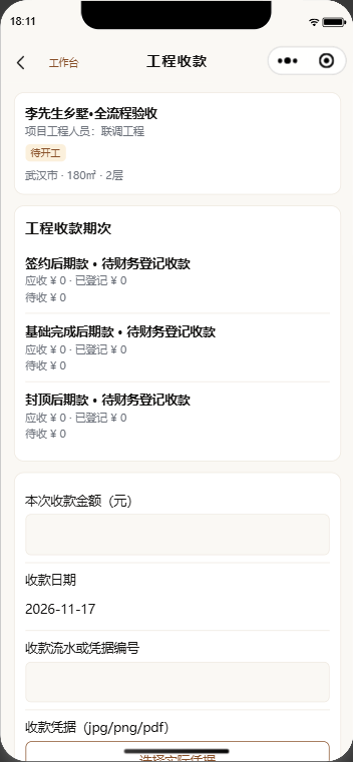 18:11
工作台
工程收款
李先生乡墅•全流程验收
项目工程人员：联调工程
待开工
武汉市 · 180㎡ · 2层
工程收款期次
签约后期款 • 待财务登记收款
应收 ¥ 0 · 已登记 ¥ 0
待收 ¥ 0
基础完成后期款 • 待财务登记收款
应收 ¥ 0 · 已登记 ¥ 0
待收 ¥ 0
封顶后期款 • 待财务登记收款
应收 ¥ 0 · 已登记 ¥ 0
待收 ¥ 0
本次收款金额（元）
收款日期
2026-11-17
收款流水或凭据编号
收款凭据（jpg/png/pdf）
选择实际凭据